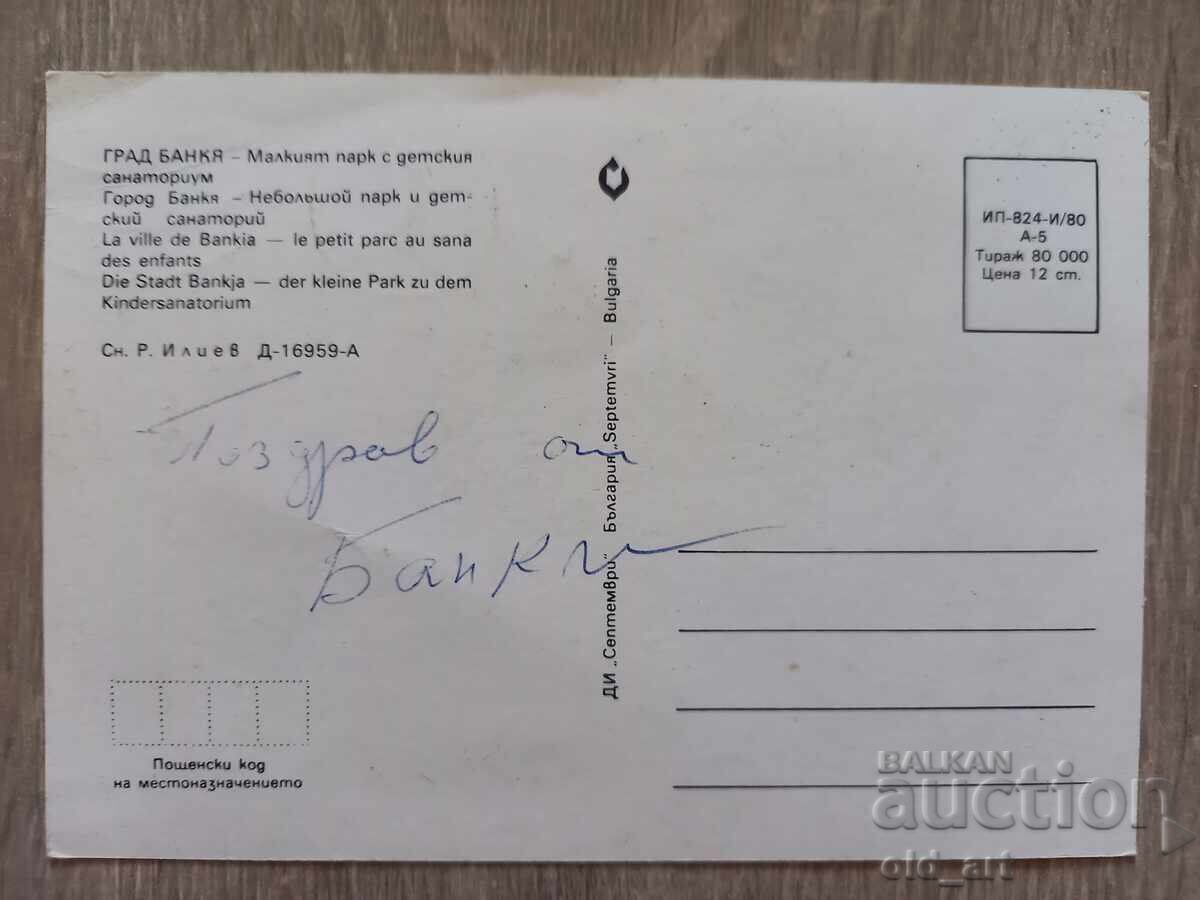 ГРАД БАНКЯ – Малкият парк с детския
санаториум
Город Банкя – Небольшой парк и дет-
ский санаторий
La ville de Bankia — le petit parc au sana
des enfants
Die Stadt Bankja — der kleine Park zu dem
Kindersanatorium
Сн. Р. Илиев Д-16959-А
Поздрав от
Банкя
Пощенски код
на местоназначението
ДИ „Септември“ България „Septemvri“ – Bulgaria
ИП-824-И/80
А-5
Тираж 80 000
Цена 12 ст.
BALKAN
auction
old_art